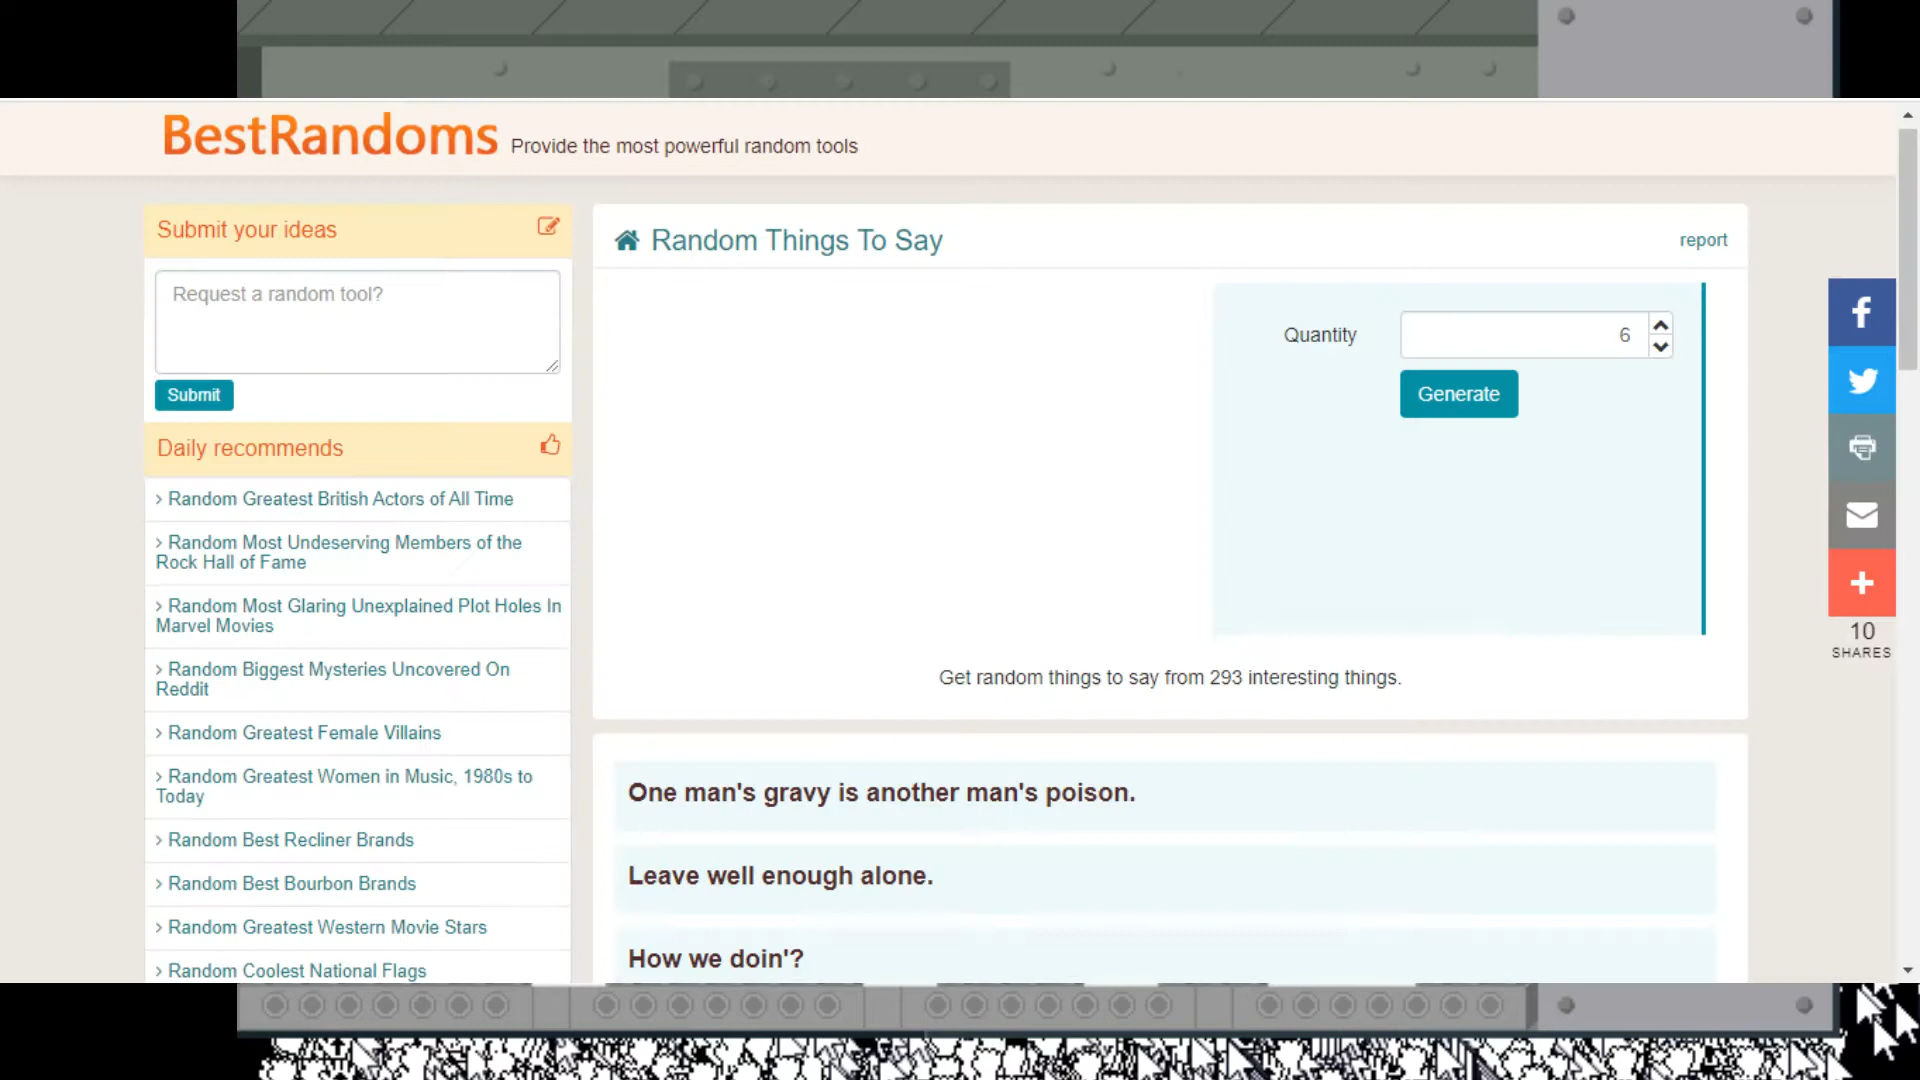 BestRandoms Provide the most powerful random tools
Submit your ideas
Request a random tool?
Submit
Daily recommends
Random Greatest British Actors of All Time
Random Most Undeserving Members of the
Rock Hall of Fame
Random Most Glaring Unexplained Plot Holes In
Marvel Movies
Random Biggest Mysteries Uncovered On
Reddit
Random Greatest Female Villains
Random Greatest Women in Music, 1980s to
Today
Random Best Recliner Brands
Random Best Bourbon Brands
Random Greatest Western Movie Stars
Random Coolest National Flags
Random Things To Say
report
Quantity 6
Generate
Get random things to say from 293 interesting things.
One man's gravy is another man's poison.
Leave well enough alone.
How we doin'?
10
SHARES